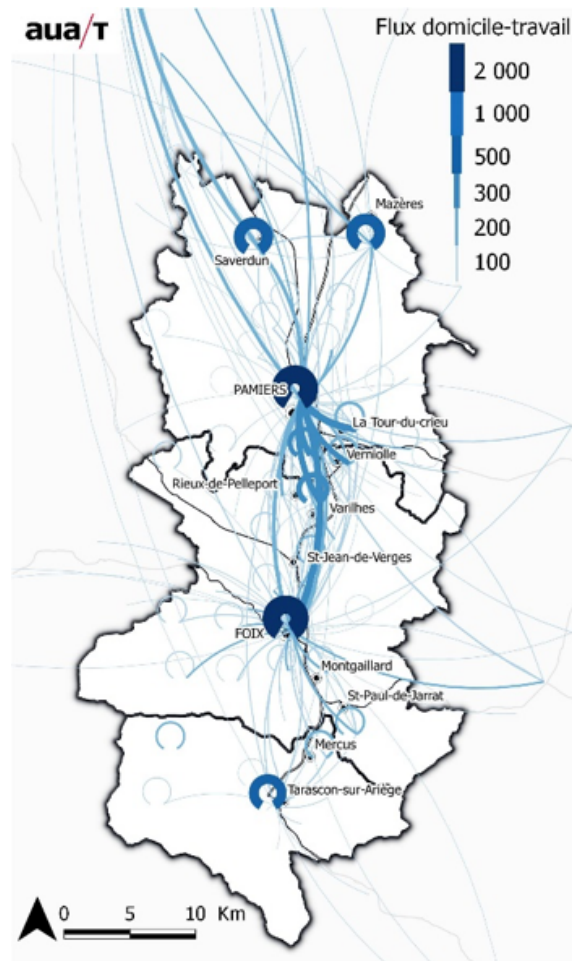 aua/T
Flux domicile-travail
2 000
1 000
500
300
200
100
Mazères
Saverdun
PAMIERS
La Tour-du-crieu
Verniolle
Rieux-de-Pelleport
Varilhes
St-Jean-de-Verges
FOIX
Montgaillard
St-Paul-de-Jarrat
Mercus
Tarascon-sur-Ariège
0 5 10 Km